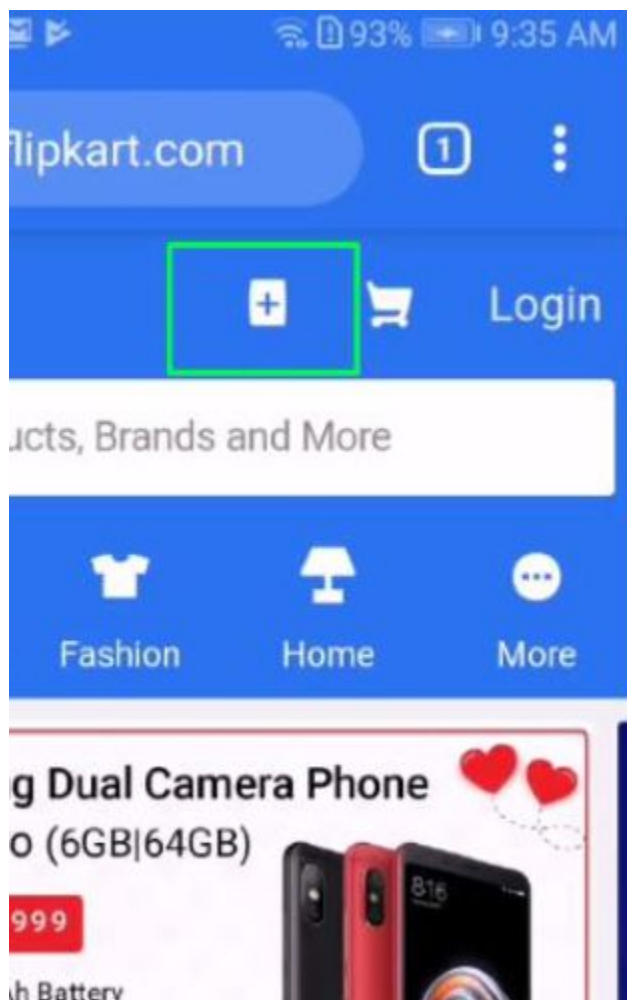 93% 9:35 AM
flipkart.com
1
Login
ucts, Brands and More
Fashion Home More
g Dual Camera Phone
o (6GB|64GB)
816
999
Ah Battery